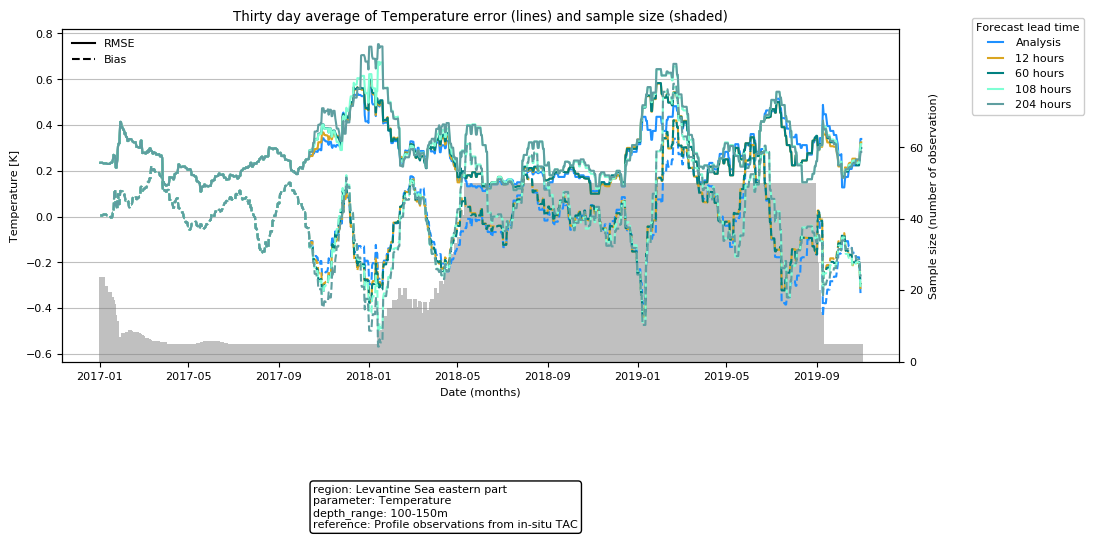 Thirty day average of Temperature error (lines) and sample size (shaded)
Forecast lead time
Analysis
12 hours
60 hours
108 hours
204 hours
RMSE
Bias
0.8
0.6
0.4
0.2
0.0
−0.2
−0.4
−0.6
Temperature [K]
60
40
20
0
Sample size (number of observation)
2017-01 2017-05 2017-09 2018-01 2018-05 2018-09 2019-01 2019-05 2019-09
Date (months)
region: Levantine Sea eastern part
parameter: Temperature
depth_range: 100-150m
reference: Profile observations from in-situ TAC